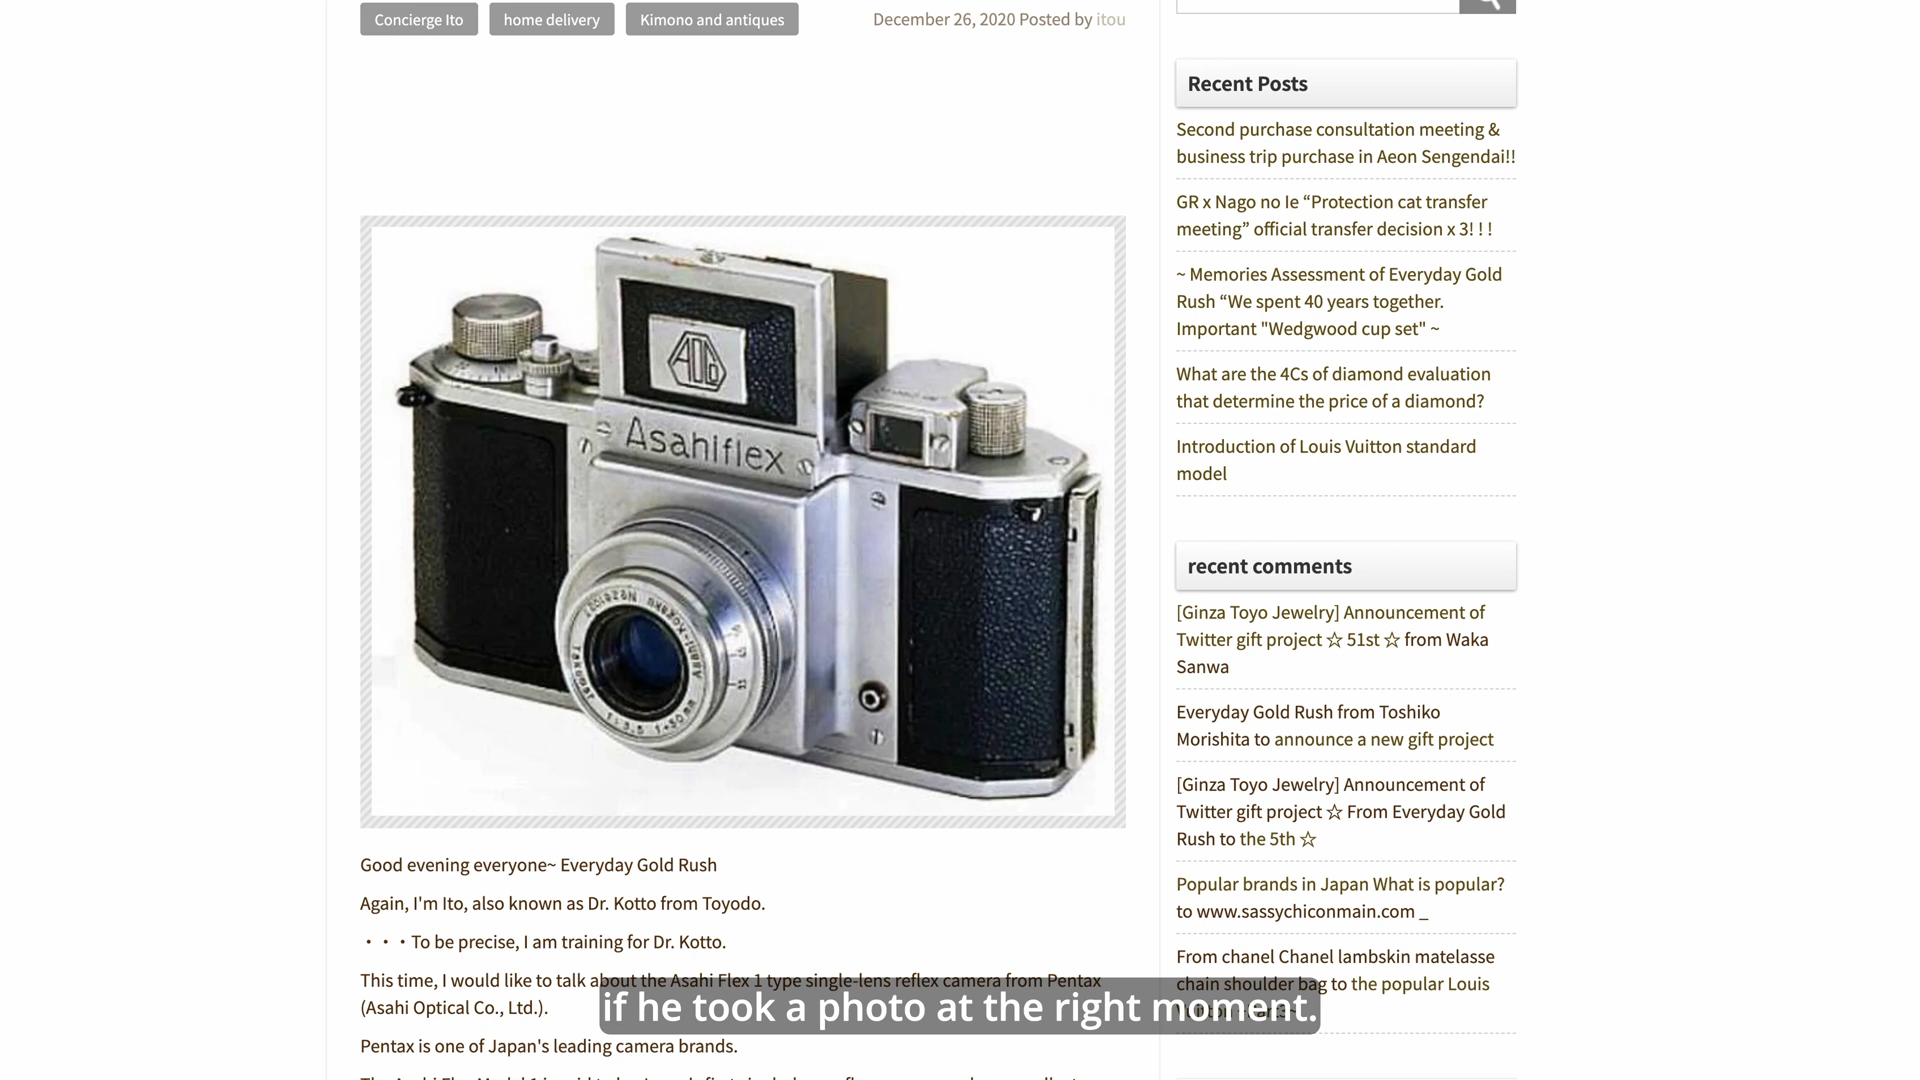 Concierge Ito
home delivery
Kimono and antiques
December 26, 2020 Posted by itou
AOCo
Asahiflex
Asahi-Kogaku
Takumar
1:3.5 f=50mm
Good evening everyone~ Everyday Gold Rush
Again, I'm Ito, also known as Dr. Kotto from Toyodo.
・・・To be precise, I am training for Dr. Kotto.
This time, I would like to talk about the Asahi Flex 1 type single-lens reflex camera from Pentax
(Asahi Optical Co., Ltd.).
Pentax is one of Japan's leading camera brands.
Recent Posts
Second purchase consultation meeting &
business trip purchase in Aeon Sengendai!!
GR x Nago no Ie “Protection cat transfer
meeting” official transfer decision x 3! ! !
~ Memories Assessment of Everyday Gold
Rush “We spent 40 years together.
Important "Wedgwood cup set" ~
What are the 4Cs of diamond evaluation
that determine the price of a diamond?
Introduction of Louis Vuitton standard
model
recent comments
[Ginza Toyo Jewelry] Announcement of
Twitter gift project ☆ 51st ☆ from Waka
Sanwa
Everyday Gold Rush from Toshiko
Morishita to announce a new gift project
[Ginza Toyo Jewelry] Announcement of
Twitter gift project ☆ From Everyday Gold
Rush to the 5th ☆
Popular brands in Japan What is popular?
to www.sassychiconmain.com _
From chanel Chanel lambskin matelasse
chain shoulder bag to the popular Louis
if he took a photo at the right moment.